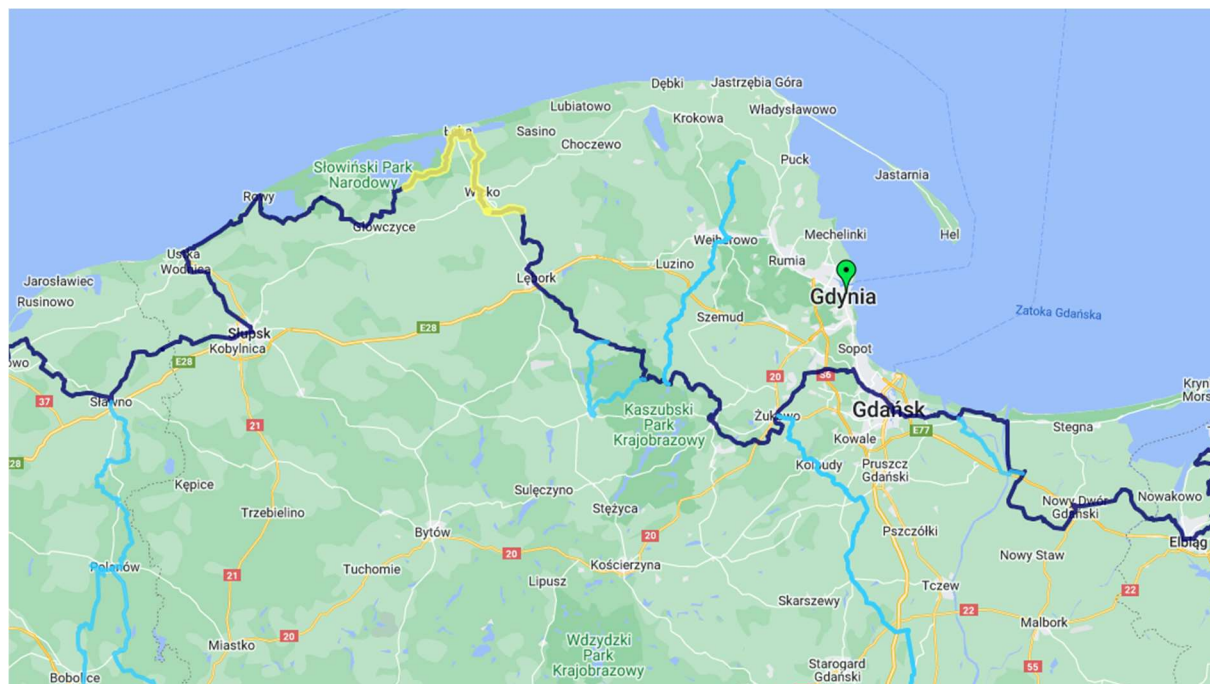 Dębki
Jastrzębia Góra
Lubiatowo
Władysławowo
Krokowa
Sasino
Choczewo
Puck
Słowiński Park
Narodowy
Jastarnia
Rowy
Główczyce
Wejherowo
Mechelinki
Hel
Ustka
Wodnica
Rumia
Luzino
Jarosławiec
Lębork
Rusinowo
Gdynia
Zatoka Gdańska
Szemud
E28
Słupsk
Kobylnica
Sopot
E28
20
S6
37
Sławno
Kaszubski
Park
Krajobrazowy
Żukowo
Gdańsk
Stegna
21
E77
Kowale
28
Kolbudy
Pruszcz
Gdański
Kępice
Sulęczyno
Nowy Dwór
Gdański
Nowakowo
Trzebielino
Stężyca
Bytów
20
Pszczółki
Elbląg
20
Nowy Staw
Polanów
21
Tuchomie
Kościerzyna
Lipusz
Tczew
22
Skarszewy
22
20
Malbork
Miastko
Wdzydzki
Park
Krajobrazowy
Starogard
Gdański
55
Bobolice